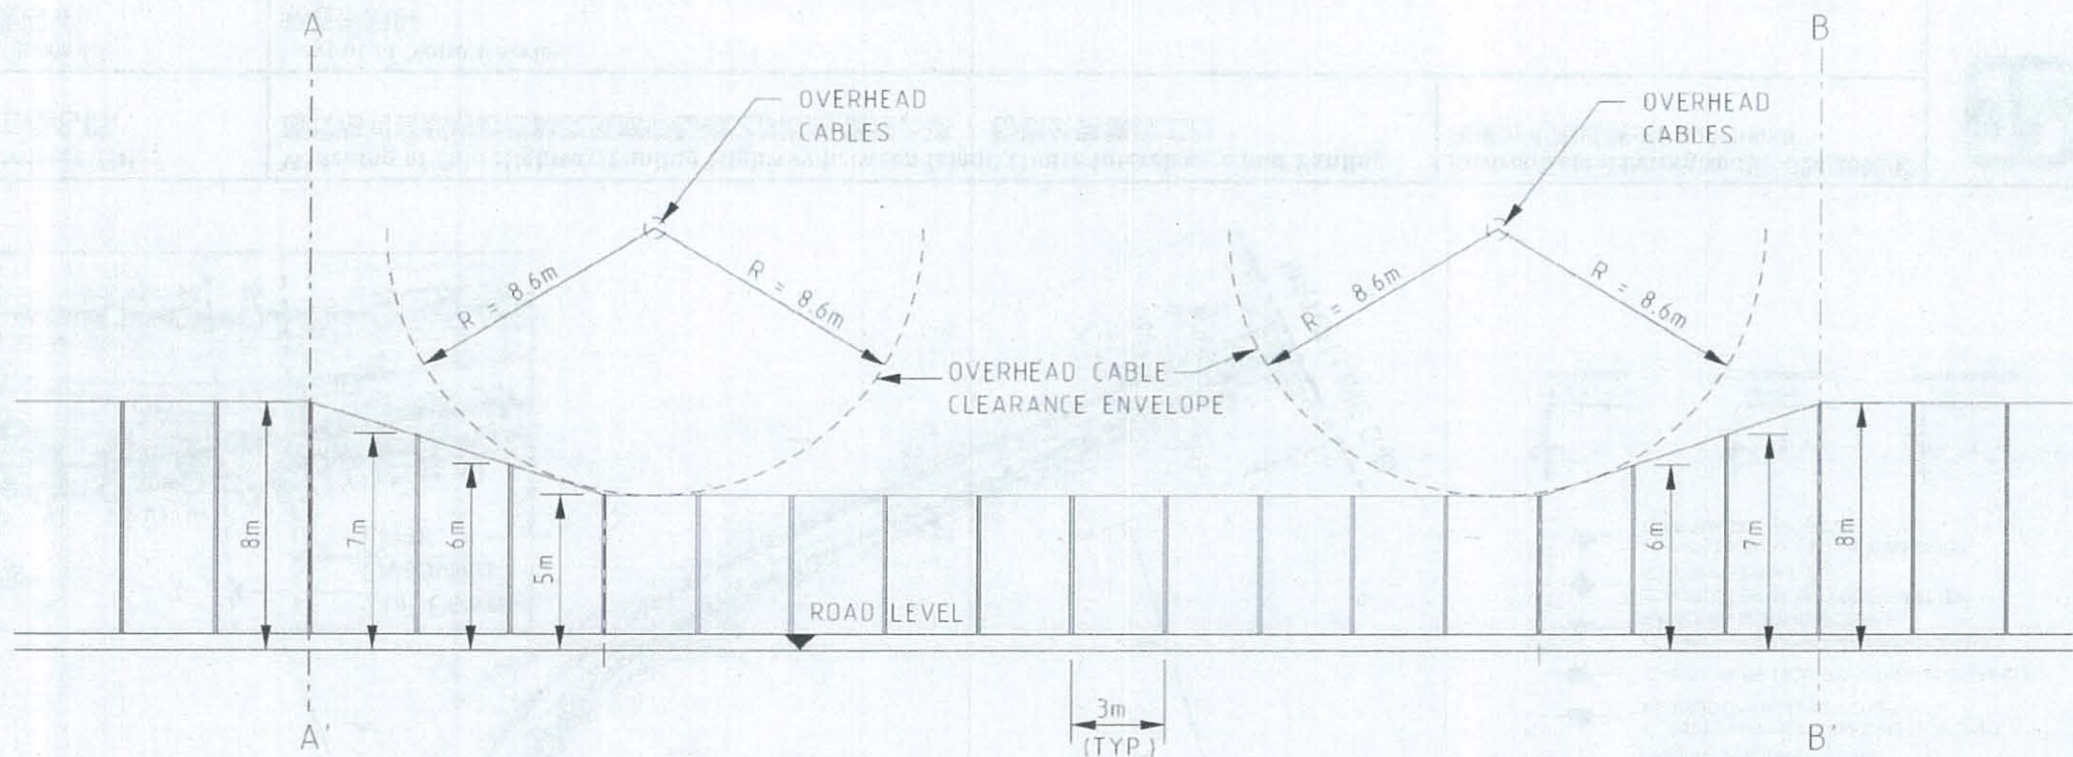 A
B
OVERHEAD
CABLES
OVERHEAD
CABLES
R = 8.6m
R = 8.6m
R = 8.6m
R = 8.6m
OVERHEAD CABLE
CLEARANCE ENVELOPE
8m
7m
6m
5m
6m
7m
8m
ROAD LEVEL
3m
(TYP.)
A'
B'